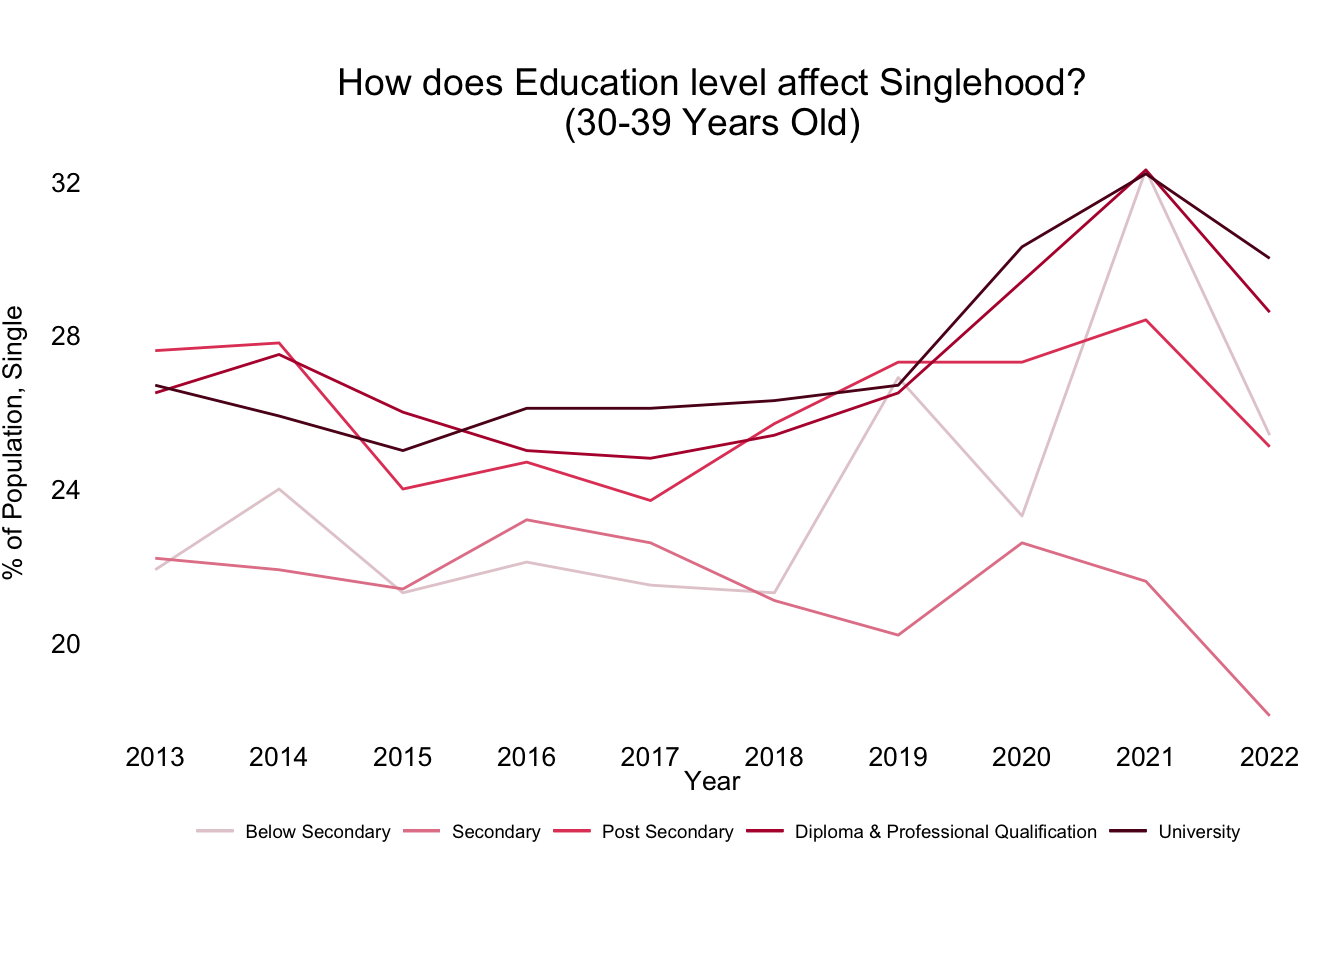 How does Education level affect Singlehood?
(30-39 Years Old)
% of Population, Single
32
28
24
20
2013 2014 2015 2016 2017 2018 2019 2020 2021 2022
Year
Below Secondary Secondary Post Secondary Diploma & Professional Qualification University